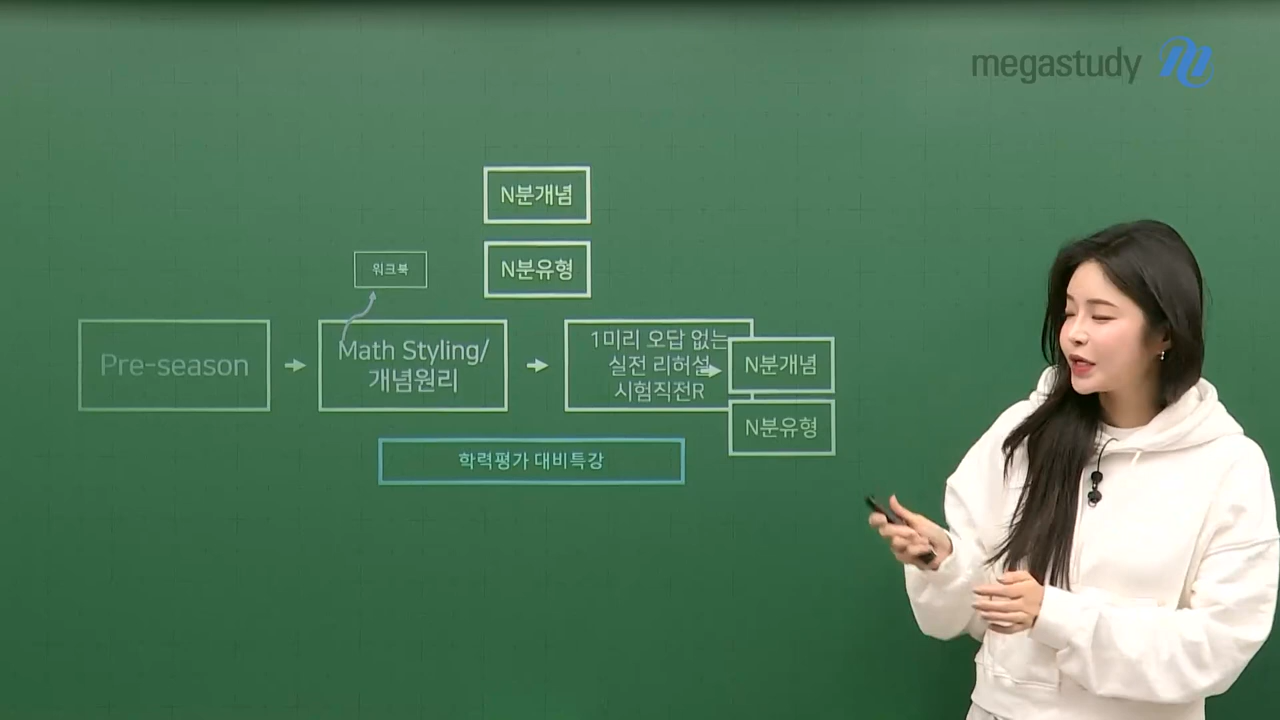 megastudy
N분개념
N분유형
워크북
Pre-season
Math Styling/
개념원리
1미리 오답 없는
실전 리허설
시험직전R
N분개념
N분유형
학력평가 대비특강